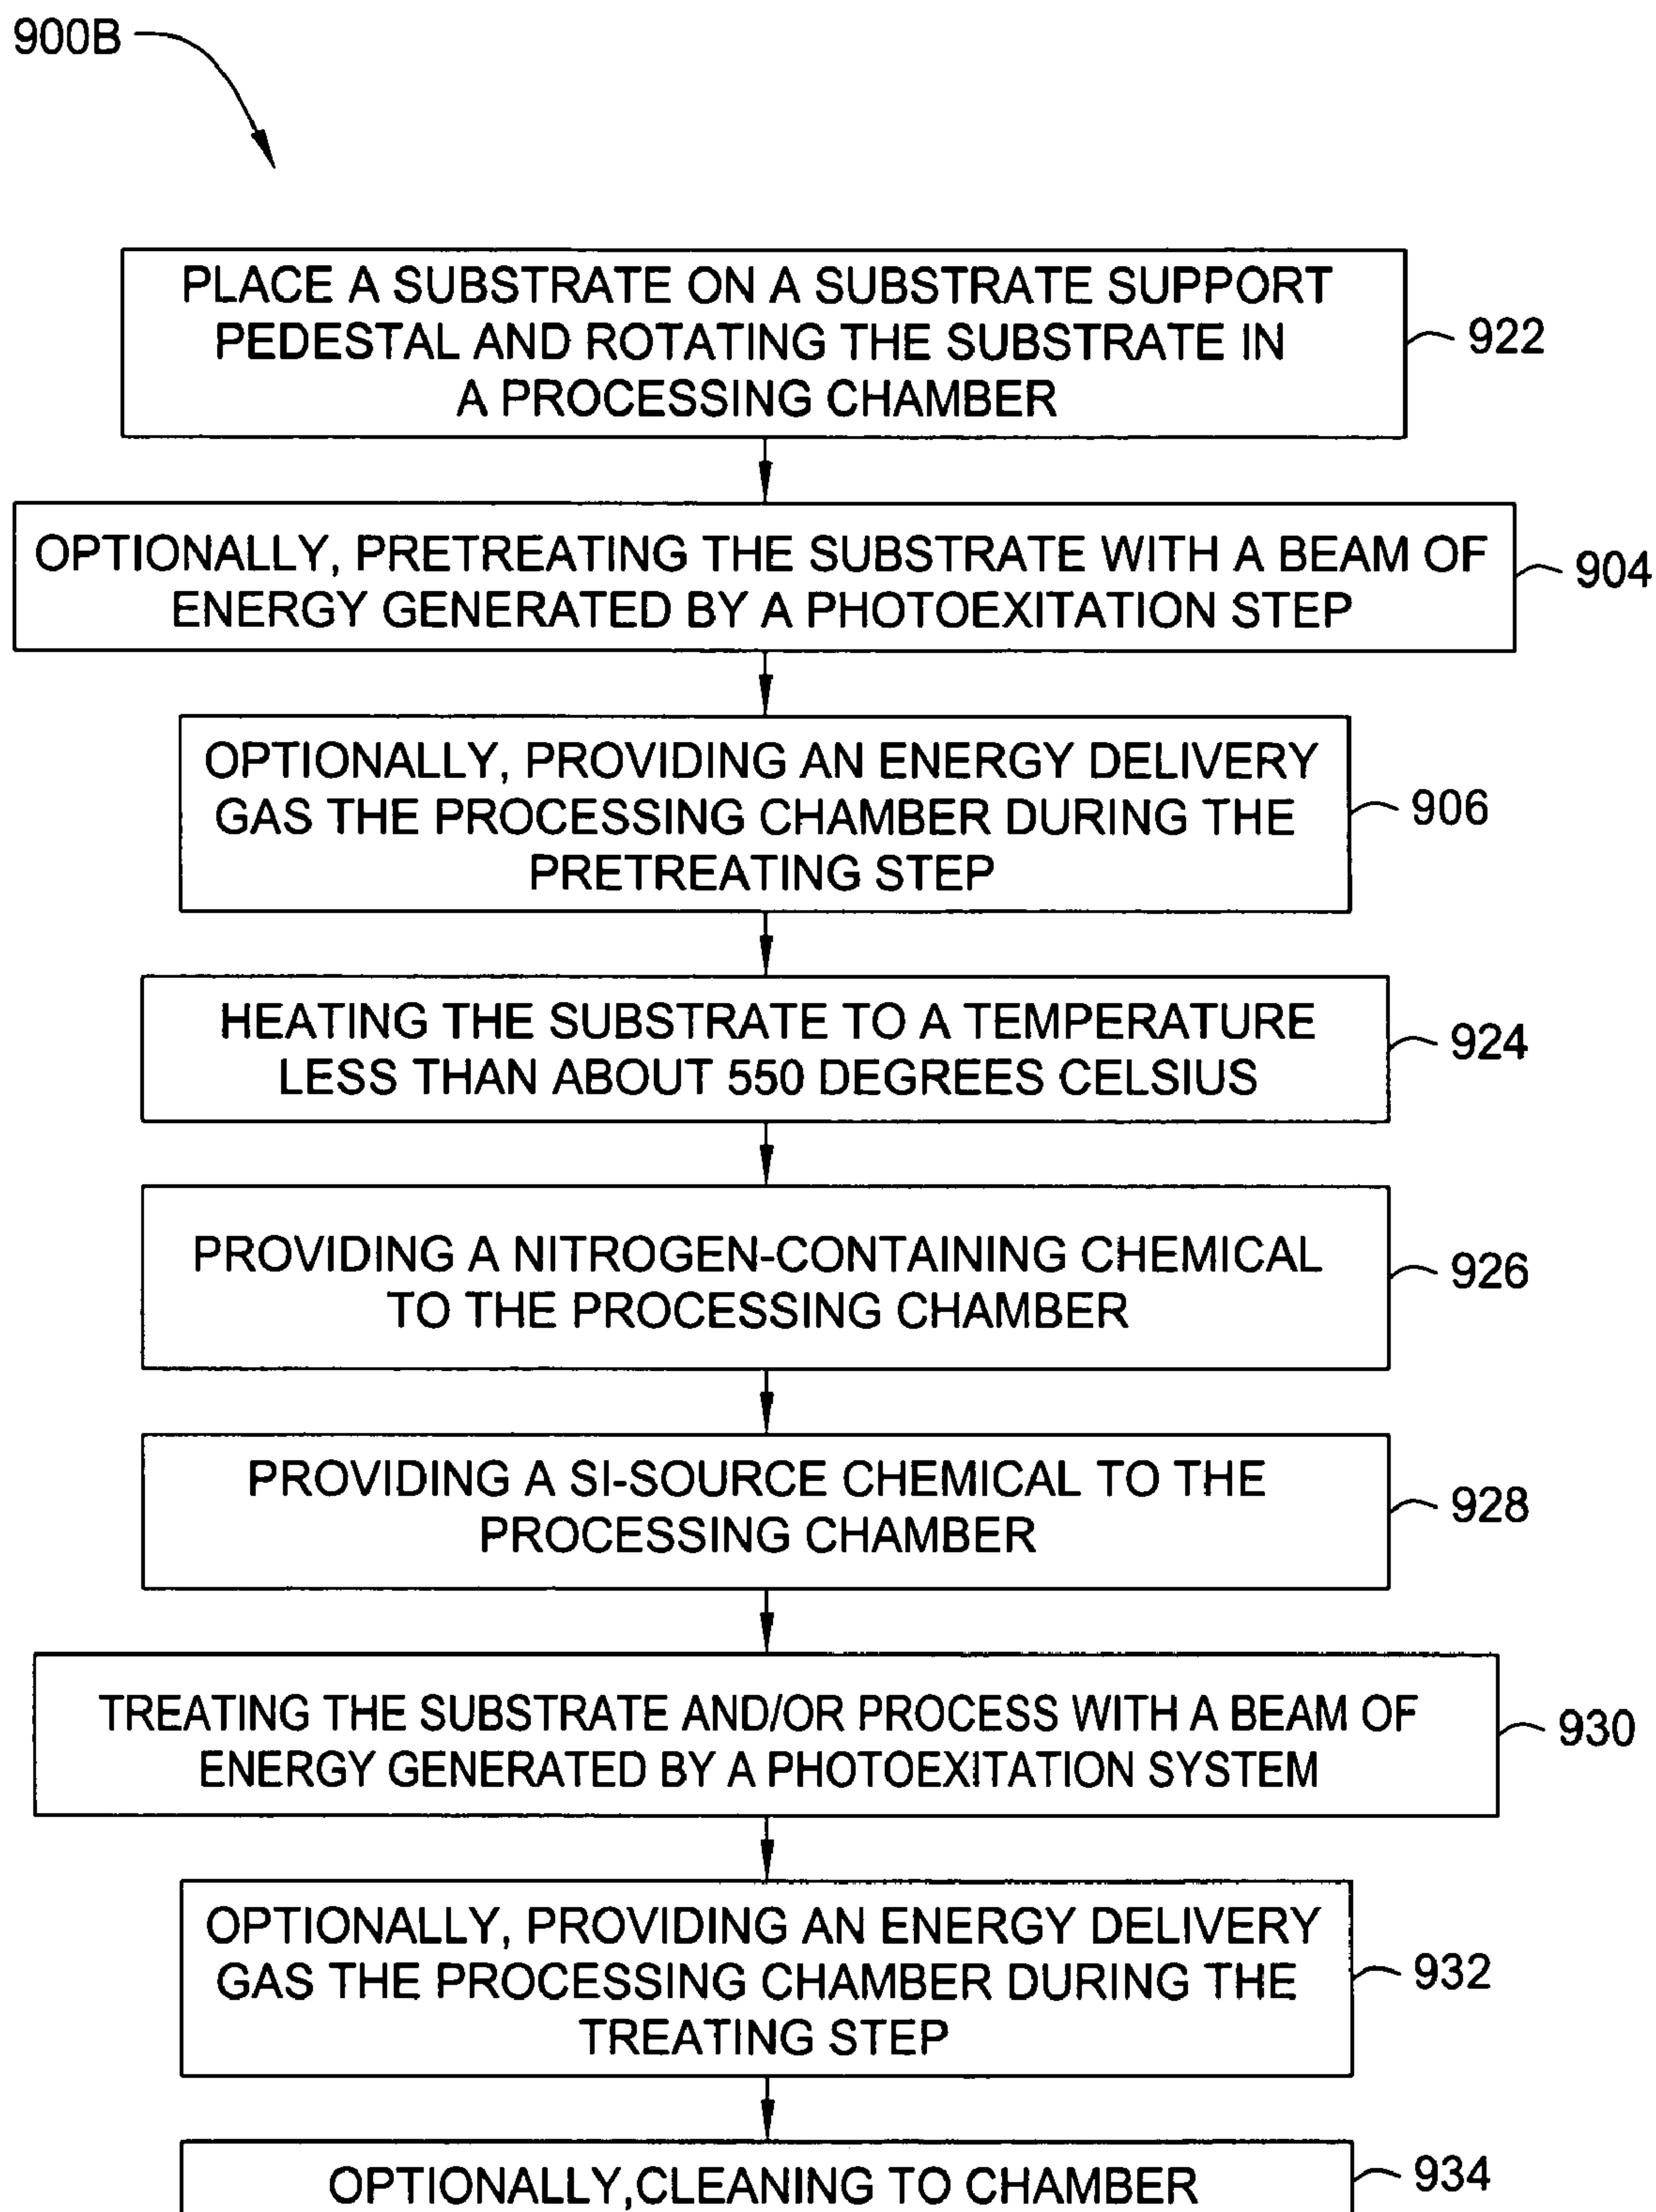 900B
PLACE A SUBSTRATE ON A SUBSTRATE SUPPORT
PEDESTAL AND ROTATING THE SUBSTRATE IN
A PROCESSING CHAMBER
922
OPTIONALLY, PRETREATING THE SUBSTRATE WITH A BEAM OF
ENERGY GENERATED BY A PHOTOEXITATION STEP
904
OPTIONALLY, PROVIDING AN ENERGY DELIVERY
GAS THE PROCESSING CHAMBER DURING THE
PRETREATING STEP
906
HEATING THE SUBSTRATE TO A TEMPERATURE
LESS THAN ABOUT 550 DEGREES CELSIUS
924
PROVIDING A NITROGEN-CONTAINING CHEMICAL
TO THE PROCESSING CHAMBER
926
PROVIDING A SI-SOURCE CHEMICAL TO THE
PROCESSING CHAMBER
928
TREATING THE SUBSTRATE AND/OR PROCESS WITH A BEAM OF
ENERGY GENERATED BY A PHOTOEXITATION SYSTEM
930
OPTIONALLY, PROVIDING AN ENERGY DELIVERY
GAS THE PROCESSING CHAMBER DURING THE
TREATING STEP
932
OPTIONALLY,CLEANING TO CHAMBER
934